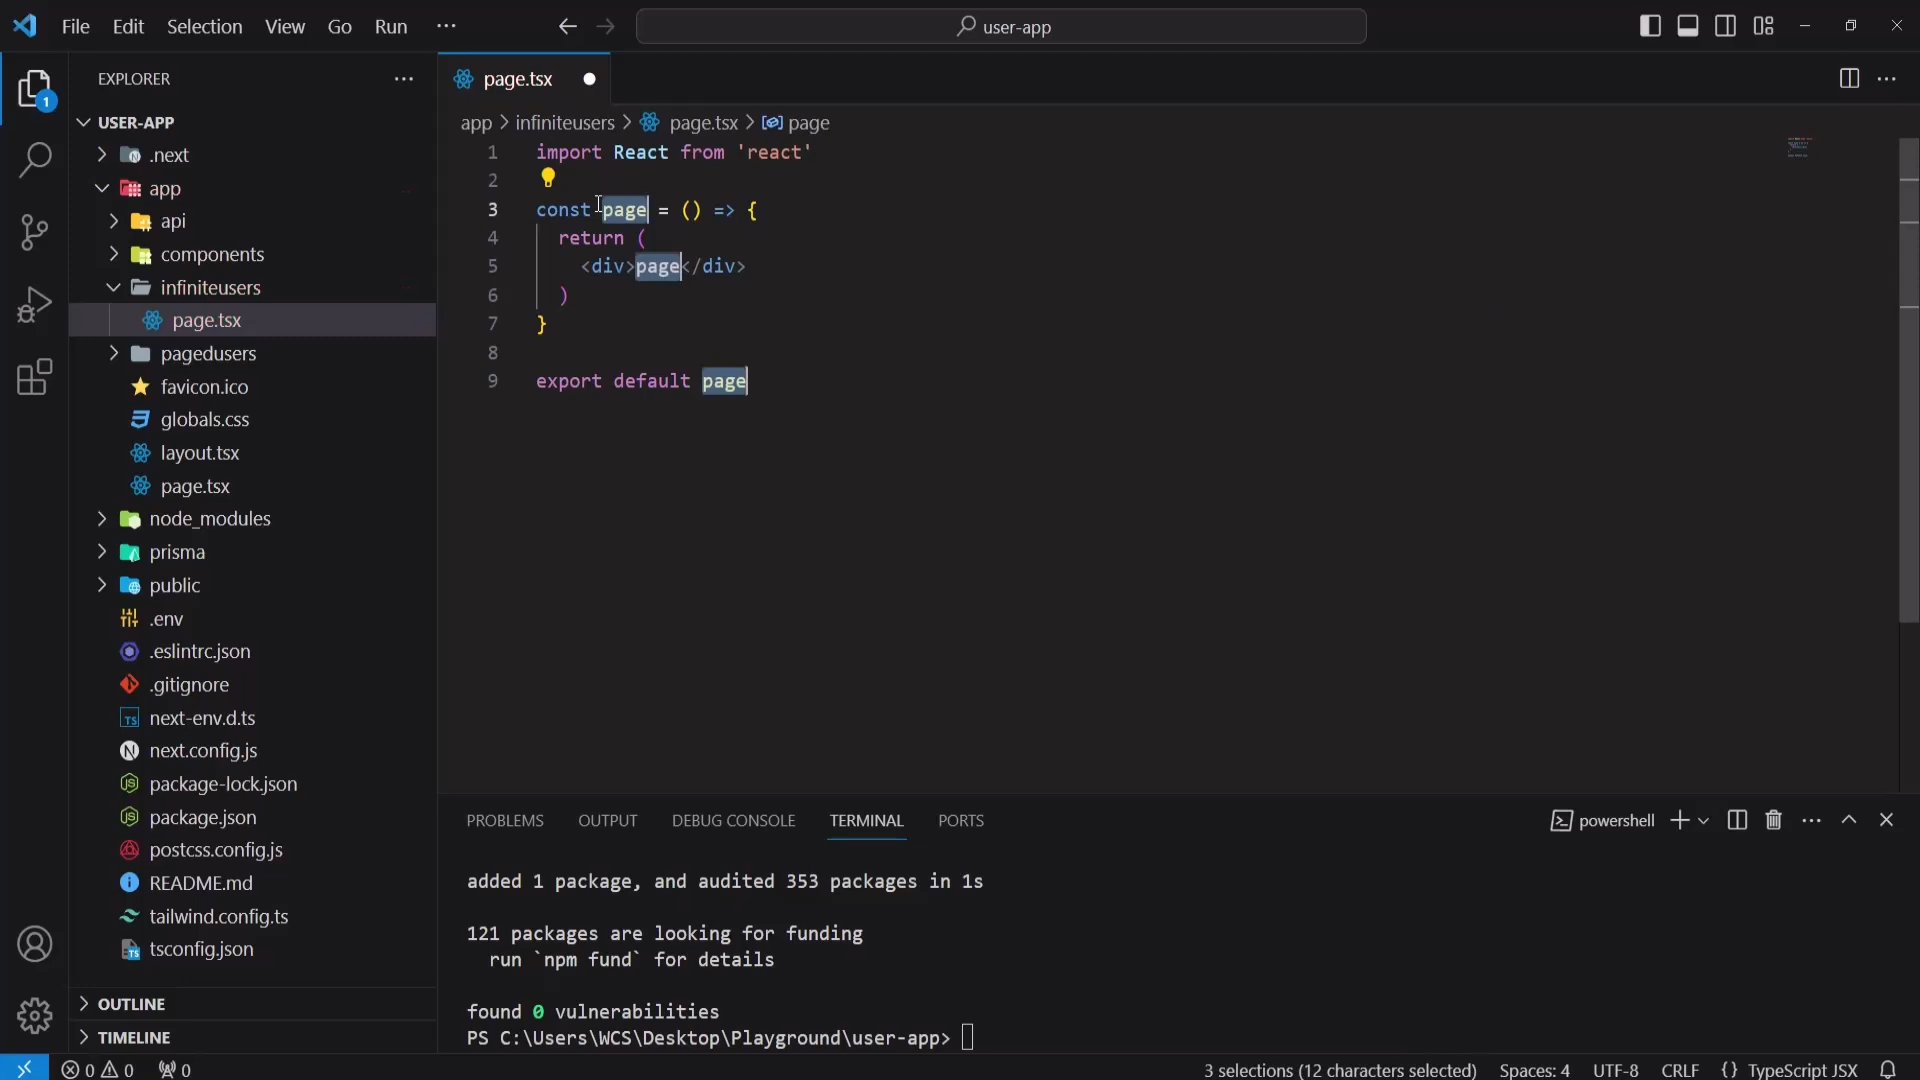 File Edit Selection View Go Run ···
user-app
EXPLORER
USER-APP
.next
app
api
components
infiniteusers
page.tsx
pagedusers
favicon.ico
globals.css
layout.tsx
page.tsx
node_modules
prisma
public
.env
.eslintrc.json
.gitignore
next-env.d.ts
next.config.js
package-lock.json
package.json
postcss.config.js
README.md
tailwind.config.ts
tsconfig.json
OUTLINE
TIMELINE
1
page.tsx
app > infiniteusers > page.tsx > page
1 import React from 'react'
2
3 const page = () => {
4 return (
5 <div>page</div>
6 )
7 }
8
9 export default page
PROBLEMS OUTPUT DEBUG CONSOLE TERMINAL PORTS
powershell
added 1 package, and audited 353 packages in 1s
121 packages are looking for funding
run `npm fund` for details
found 0 vulnerabilities
PS C:\Users\WCS\Desktop\Playground\user-app>
0 0 0
3 selections (12 characters selected) Spaces: 4 UTF-8 CRLF {} TypeScript JSX